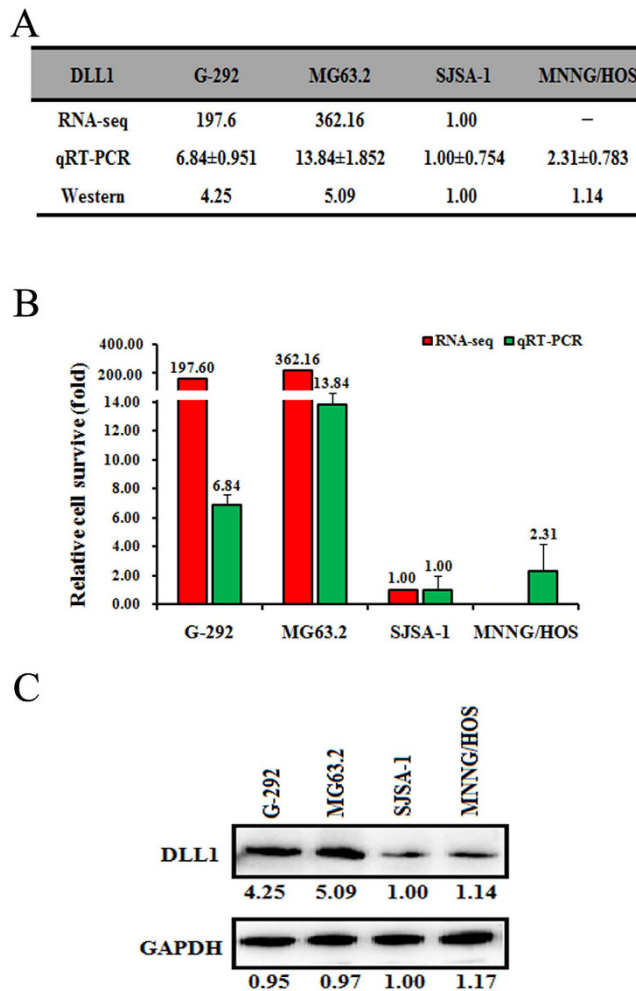 A
DLL1 G-292 MG63.2 SJSA-1 MNNG/HOS
RNA-seq 197.6 362.16 1.00 –
qRT-PCR 6.84±0.951 13.84±1.852 1.00±0.754 2.31±0.783
Western 4.25 5.09 1.00 1.14
B
Relative cell survive (fold)
400.00
200.00
14.00
12.00
10.00
8.00
6.00
4.00
2.00
0.00
RNA-seq qRT-PCR
197.60
6.84
362.16
13.84
1.00
1.00
2.31
G-292 MG63.2 SJSA-1 MNNG/HOS
C
G-292
MG63.2
SJSA-1
MNNG/HOS
DLL1
4.25 5.09 1.00 1.14
GAPDH
0.95 0.97 1.00 1.17